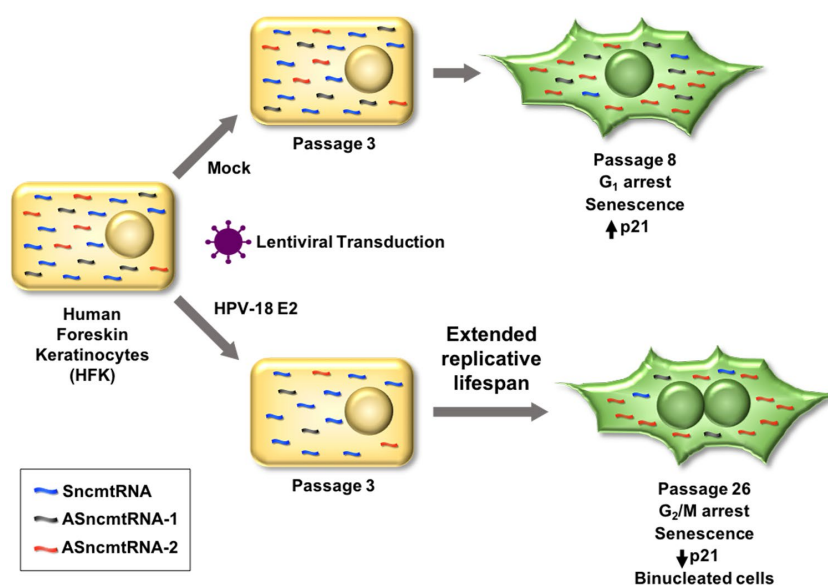 Passage 3
Mock
Passage 8
G₁ arrest
Senescence
↑p21
Lentiviral Transduction
Human
Foreskin
Keratinocytes
(HFK)
HPV-18 E2
Extended
replicative
lifespan
Passage 3
Passage 26
G₂/M arrest
Senescence
↓p21
Binucleated cells
SncmtRNA
ASncmtRNA-1
ASncmtRNA-2